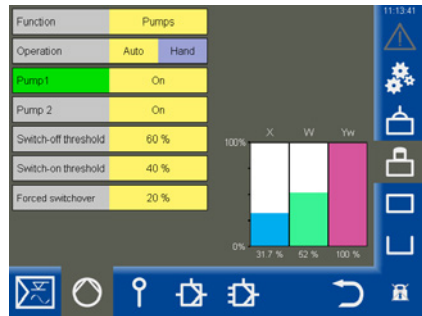 11:13:41
Function Pumps
Operation Auto Hand
Pump1 On
Pump 2 On
Switch-off threshold 60 %
Switch-on threshold 40 %
Forced switchover 20 %
X W Yw
100%
0%
31.7 % 52 % 100 %